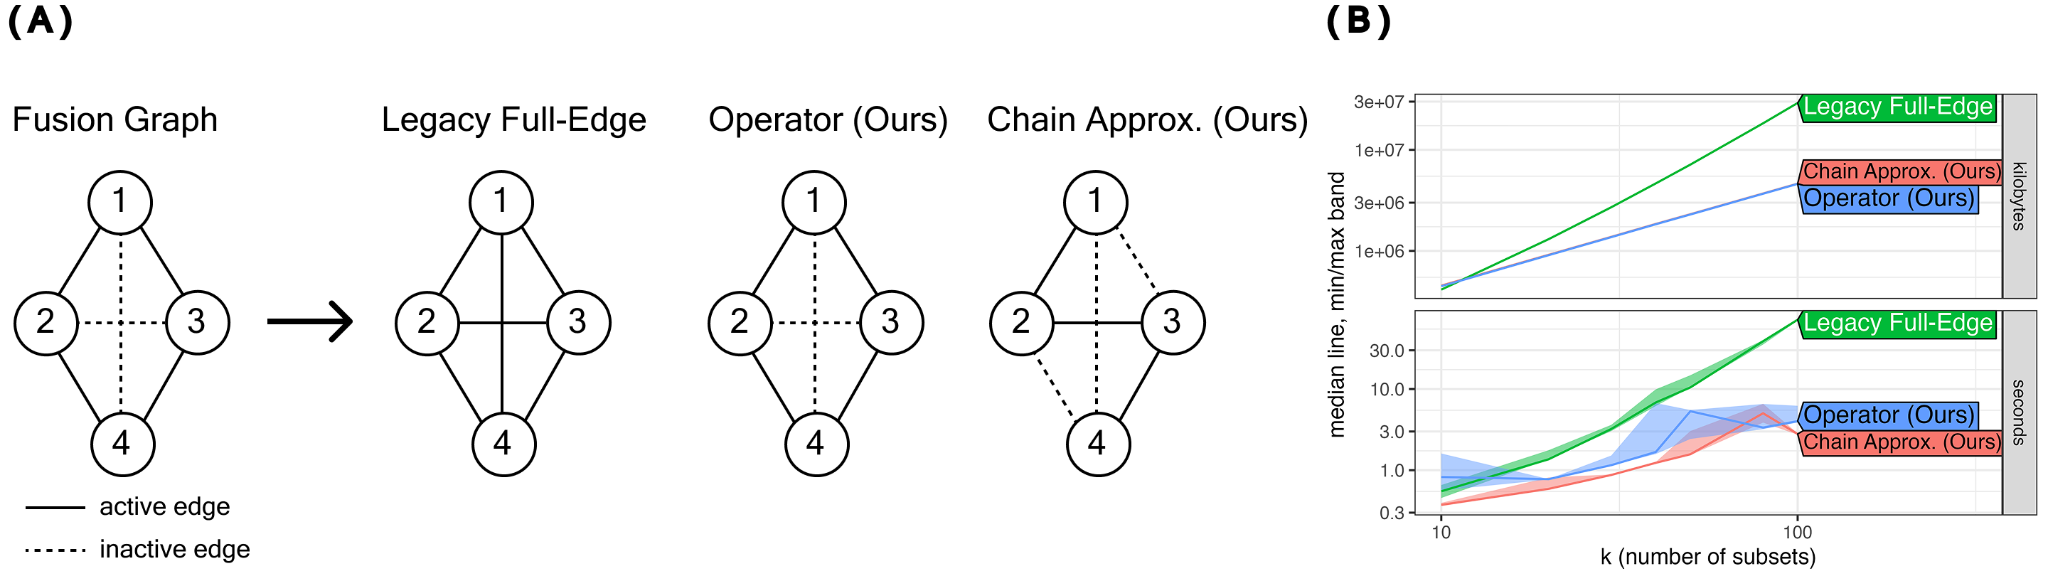 (A)
Fusion Graph
Legacy Full-Edge
Operator (Ours)
Chain Approx. (Ours)
1
2
3
4
1
2
3
4
1
2
3
4
1
2
3
4
active edge
inactive edge
(B)
median line, min/max band
3e+07
1e+07
3e+06
1e+06
Legacy Full-Edge
Chain Approx. (Ours)
Operator (Ours)
kilobytes
30.0
10.0
3.0
1.0
0.3
Legacy Full-Edge
Operator (Ours)
Chain Approx. (Ours)
seconds
10
100
k (number of subsets)